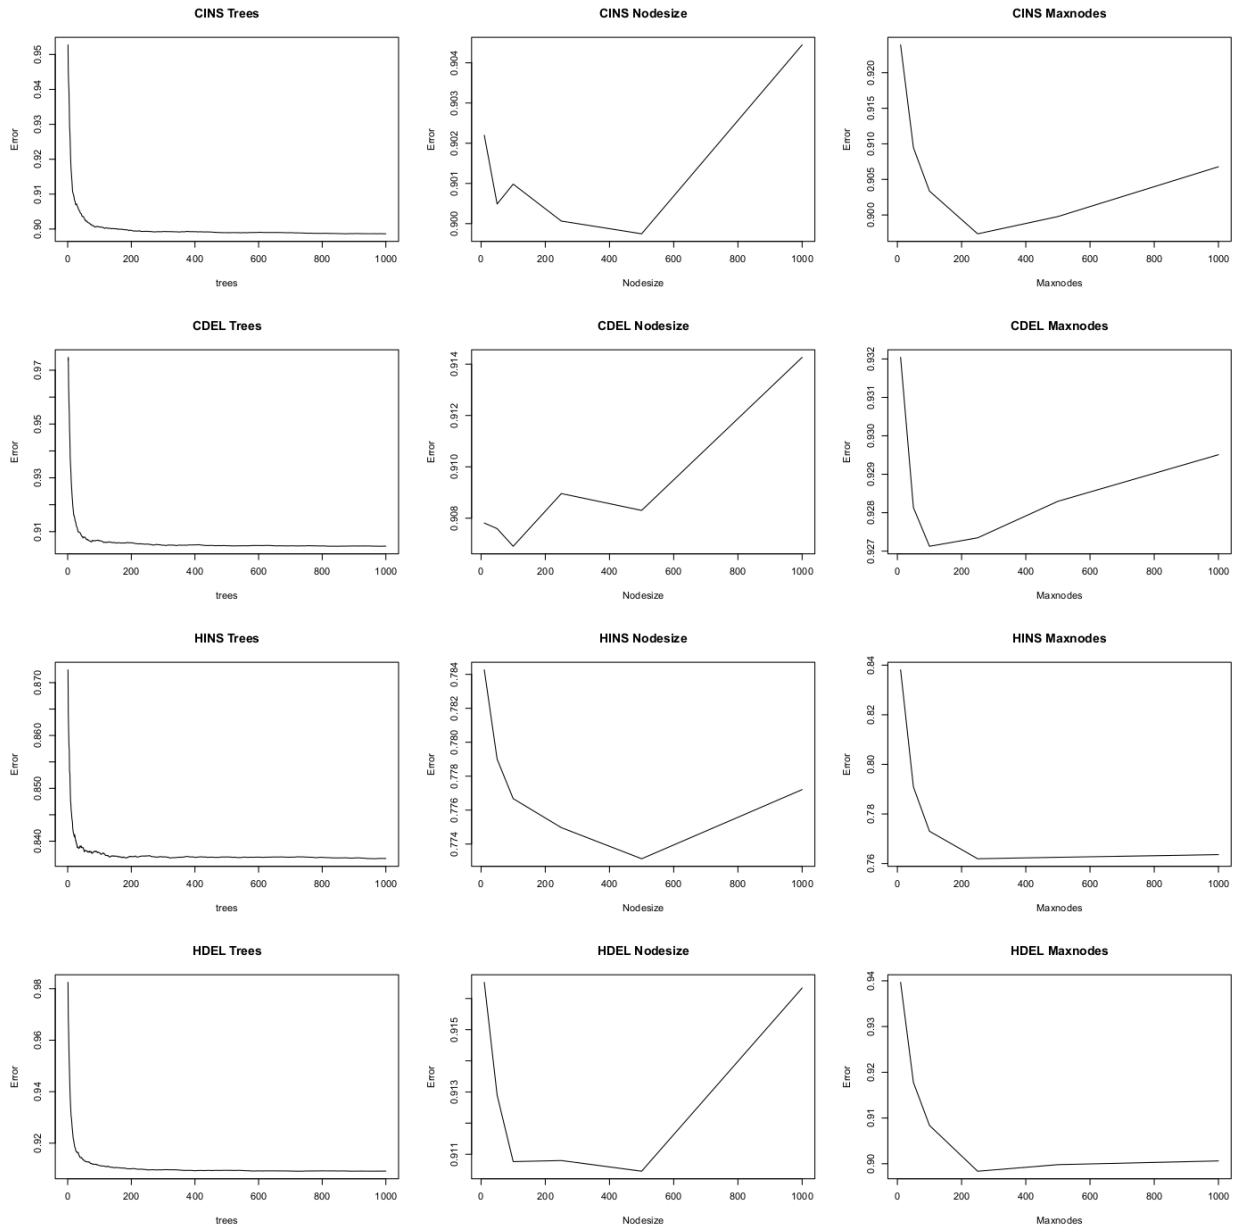 CINS Trees
0.95
0.94
0.93
0.92
0.91
0.90
Error
0 200 400 600 800 1000
trees
CINS Nodesize
0.904
0.903
0.902
0.901
0.900
Error
0 200 400 600 800 1000
Nodesize
CINS Maxnodes
0.920
0.915
0.910
0.905
0.900
Error
0 200 400 600 800 1000
Maxnodes
CDEL Trees
0.97
0.95
0.93
0.91
Error
0 200 400 600 800 1000
trees
CDEL Nodesize
0.914
0.912
0.910
0.908
Error
0 200 400 600 800 1000
Nodesize
CDEL Maxnodes
0.932
0.931
0.930
0.929
0.928
0.927
Error
0 200 400 600 800 1000
Maxnodes
HINS Trees
0.870
0.860
0.850
0.840
Error
0 200 400 600 800 1000
trees
HINS Nodesize
0.784
0.782
0.780
0.778
0.776
0.774
Error
0 200 400 600 800 1000
Nodesize
HINS Maxnodes
0.84
0.82
0.80
0.78
0.76
Error
0 200 400 600 800 1000
Maxnodes
HDEL Trees
0.98
0.96
0.94
0.92
Error
0 200 400 600 800 1000
trees
HDEL Nodesize
0.915
0.913
0.911
Error
0 200 400 600 800 1000
Nodesize
HDEL Maxnodes
0.94
0.93
0.92
0.91
0.90
Error
0 200 400 600 800 1000
Maxnodes